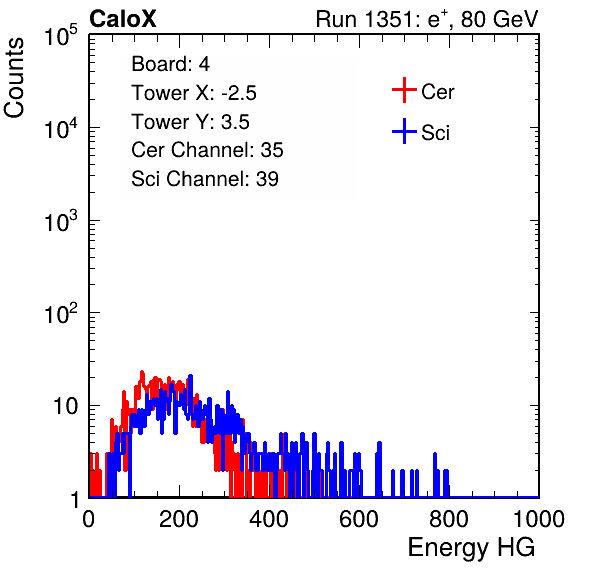 CaloX Run 1351: e⁺, 80 GeV
Counts
Board: 4
Tower X: -2.5
Tower Y: 3.5
Cer Channel: 35
Sci Channel: 39
Cer
Sci
10⁵
10⁴
10³
10²
10
1
0 200 400 600 800 1000
Energy HG